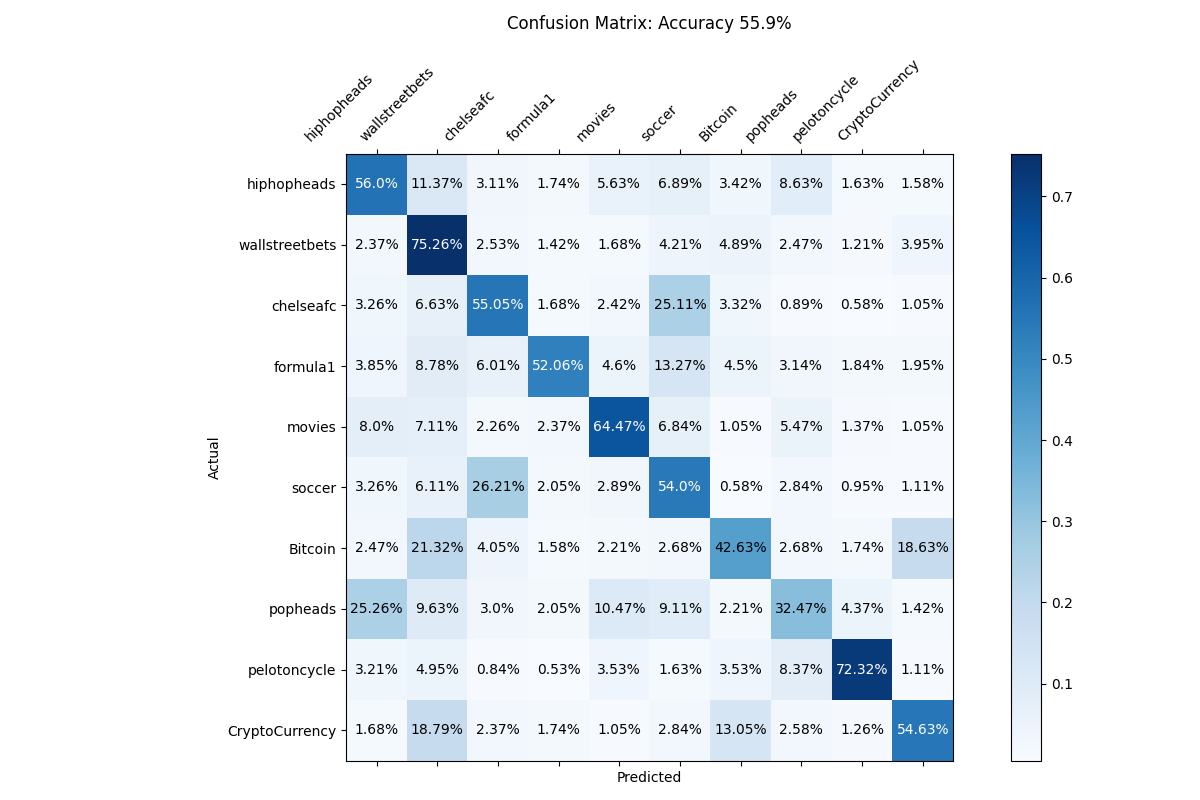 Confusion Matrix: Accuracy 55.9%
hiphopheads wallstreetbets chelseafc formula1 movies soccer Bitcoin popheads pelotoncycle CryptoCurrency
hiphopheads 56.0% 11.37% 3.11% 1.74% 5.63% 6.89% 3.42% 8.63% 1.63% 1.58%
wallstreetbets 2.37% 75.26% 2.53% 1.42% 1.68% 4.21% 4.89% 2.47% 1.21% 3.95%
chelseafc 3.26% 6.63% 55.05% 1.68% 2.42% 25.11% 3.32% 0.89% 0.58% 1.05%
formula1 3.85% 8.78% 6.01% 52.06% 4.6% 13.27% 4.5% 3.14% 1.84% 1.95%
movies 8.0% 7.11% 2.26% 2.37% 64.47% 6.84% 1.05% 5.47% 1.37% 1.05%
soccer 3.26% 6.11% 26.21% 2.05% 2.89% 54.0% 0.58% 2.84% 0.95% 1.11%
Bitcoin 2.47% 21.32% 4.05% 1.58% 2.21% 2.68% 42.63% 2.68% 1.74% 18.63%
popheads 25.26% 9.63% 3.0% 2.05% 10.47% 9.11% 2.21% 32.47% 4.37% 1.42%
pelotoncycle 3.21% 4.95% 0.84% 0.53% 3.53% 1.63% 3.53% 8.37% 72.32% 1.11%
CryptoCurrency 1.68% 18.79% 2.37% 1.74% 1.05% 2.84% 13.05% 2.58% 1.26% 54.63%
Actual
Predicted
0.7
0.6
0.5
0.4
0.3
0.2
0.1